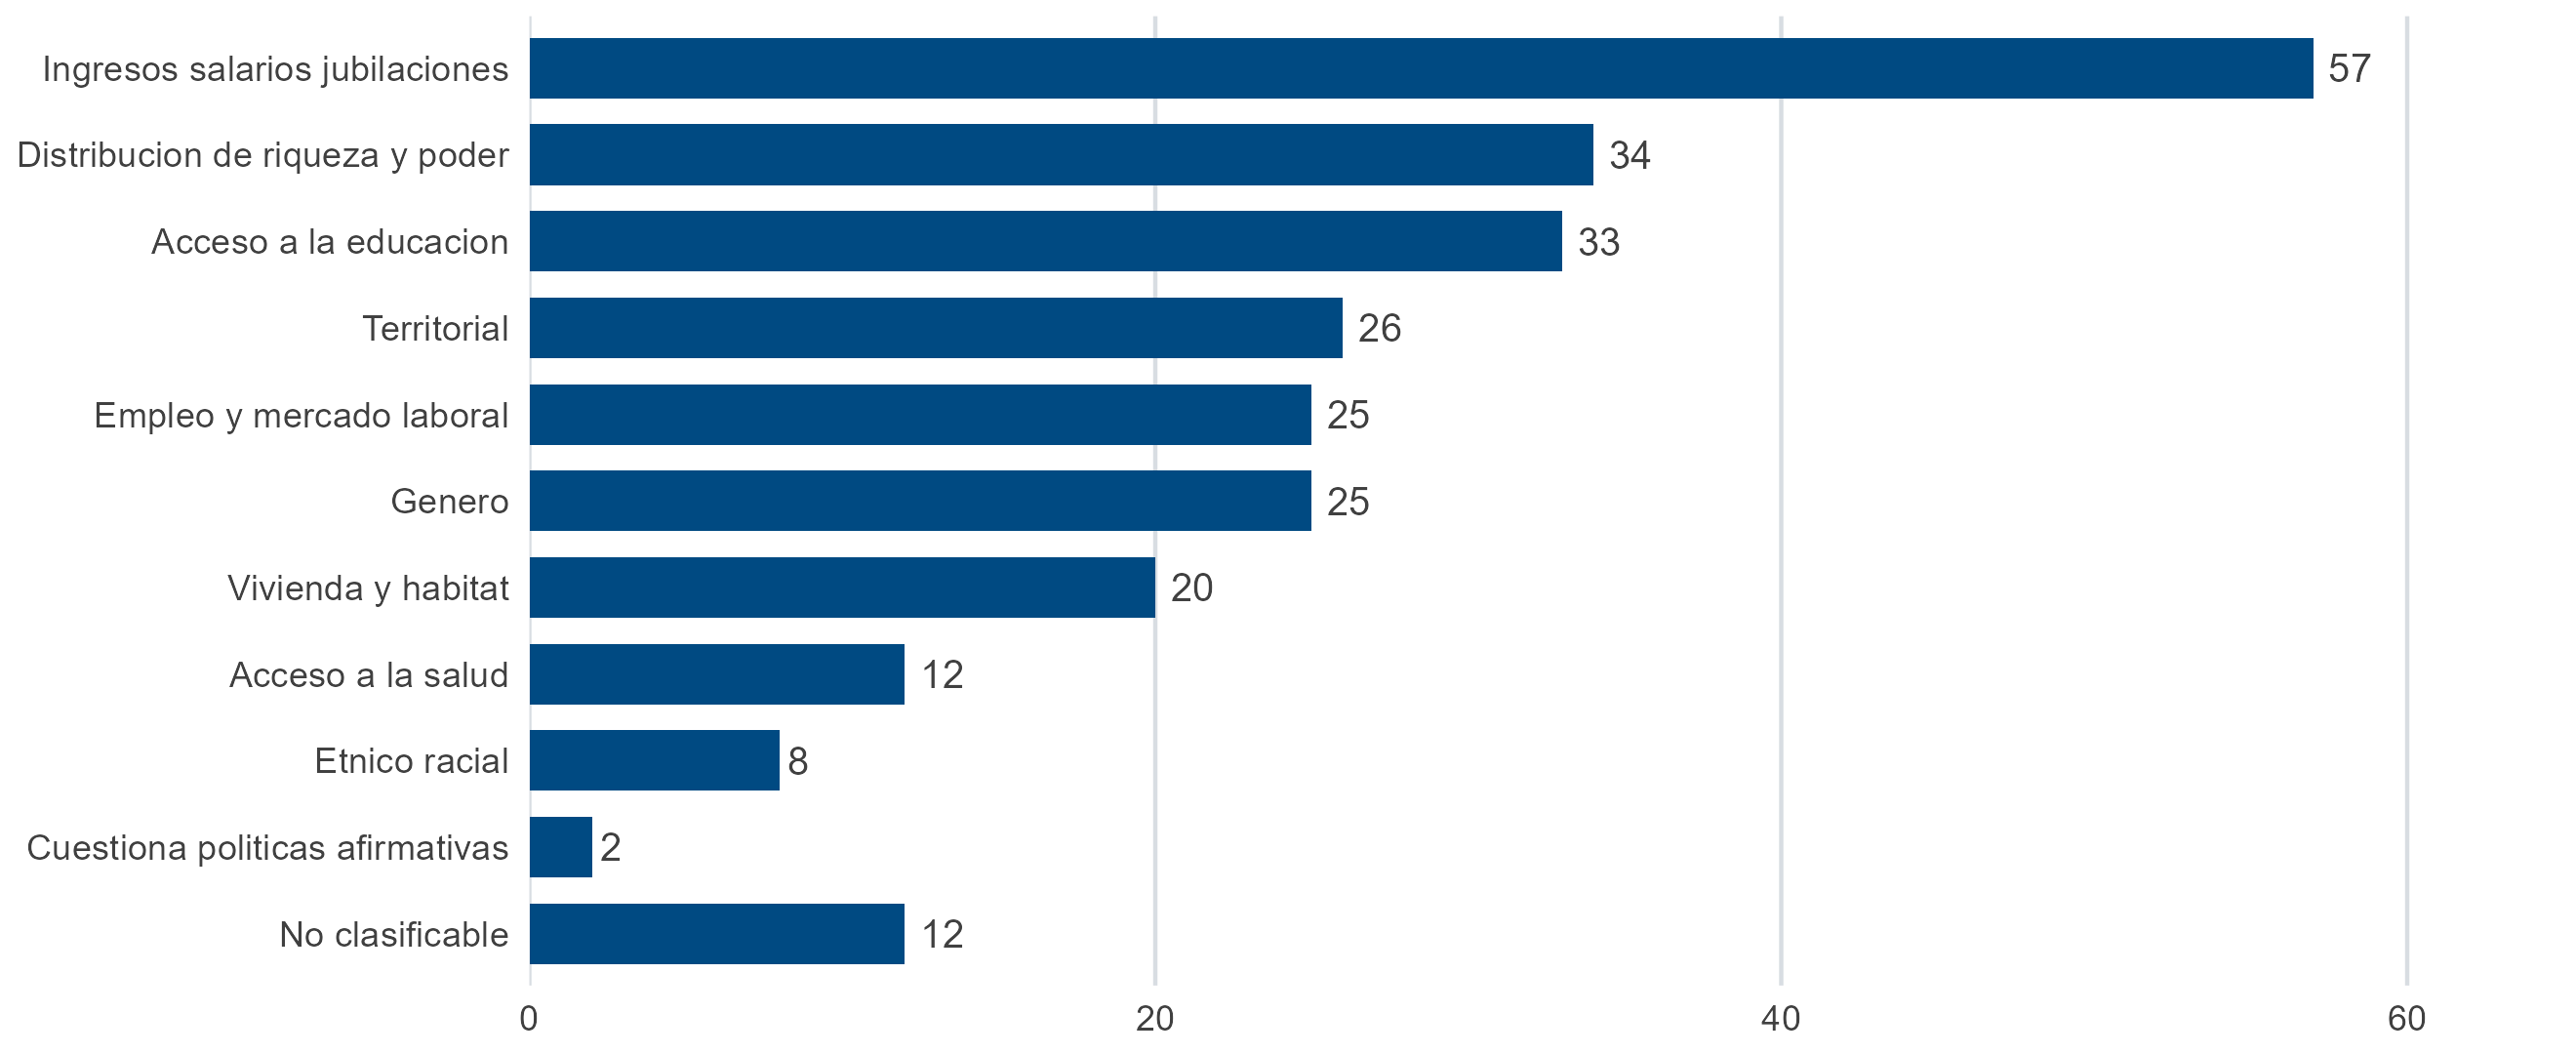 Ingresos salarios jubilaciones 57
Distribucion de riqueza y poder 34
Acceso a la educacion 33
Territorial 26
Empleo y mercado laboral 25
Genero 25
Vivienda y habitat 20
Acceso a la salud 12
Etnico racial 8
Cuestiona politicas afirmativas 2
No clasificable 12
0 20 40 60